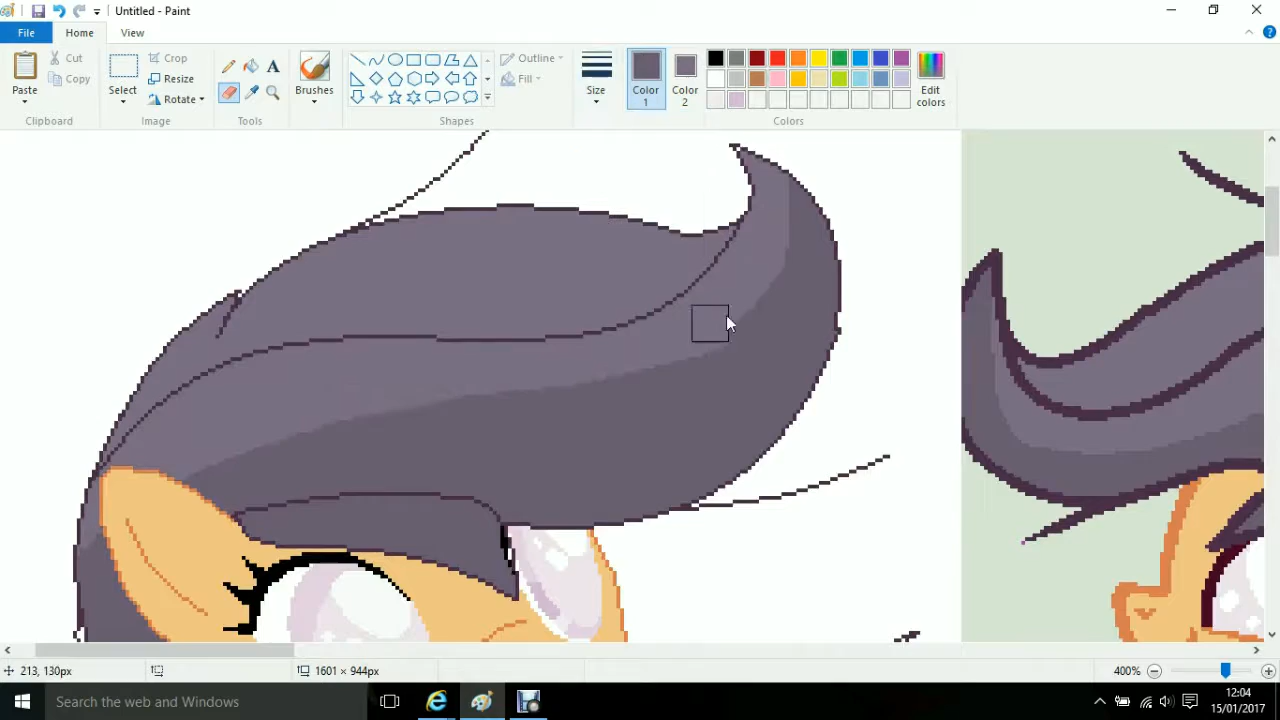 Untitled - Paint
File
Home
View
Paste
Cut
Copy
Clipboard
Select
Crop
Resize
Rotate
Image
A
Tools
Brushes
Outline
Fill
Shapes
Size
Color 1
Color 2
Edit colors
Colors
213, 130px
1601 × 944px
400%
Search the web and Windows
12:04
15/01/2017